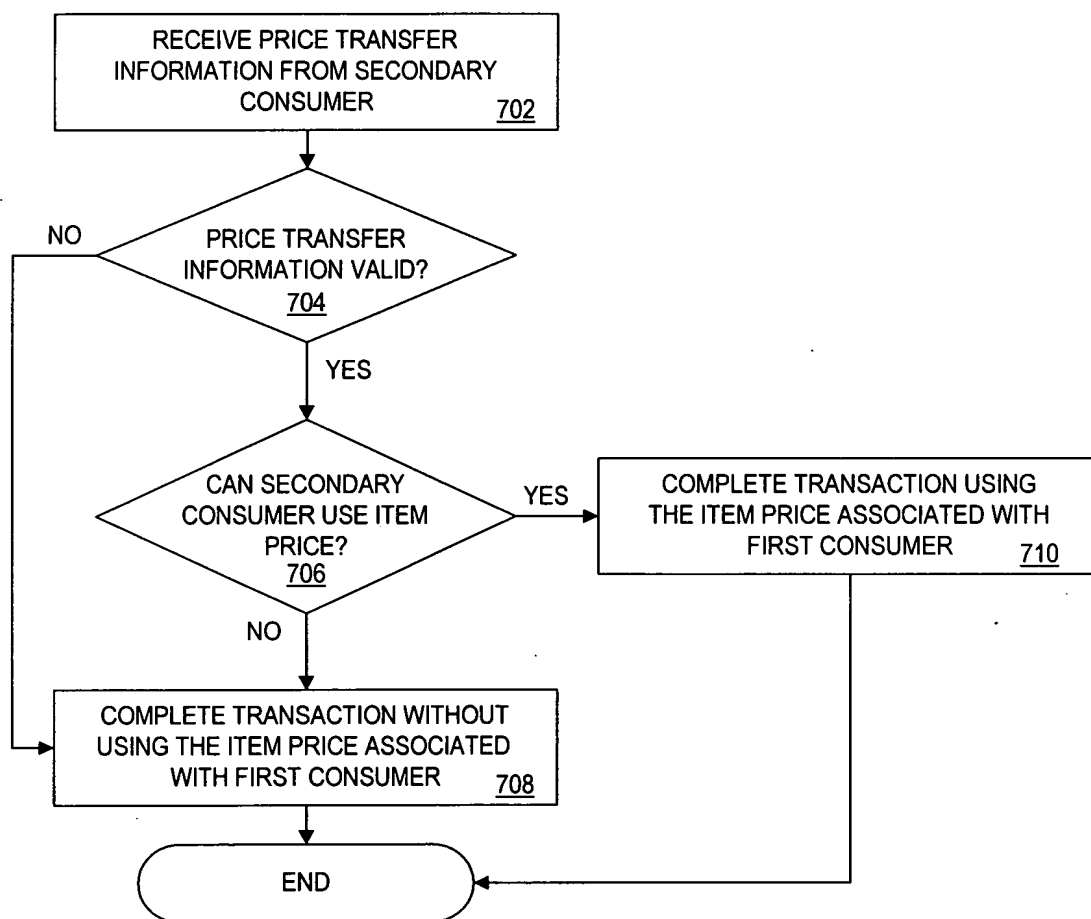 RECEIVE PRICE TRANSFER
INFORMATION FROM SECONDARY
CONSUMER
702
NO
PRICE TRANSFER
INFORMATION VALID?
704
YES
CAN SECONDARY
CONSUMER USE ITEM
PRICE?
706
YES
COMPLETE TRANSACTION USING
THE ITEM PRICE ASSOCIATED WITH
FIRST CONSUMER
710
NO
COMPLETE TRANSACTION WITHOUT
USING THE ITEM PRICE ASSOCIATED
WITH FIRST CONSUMER
708
END